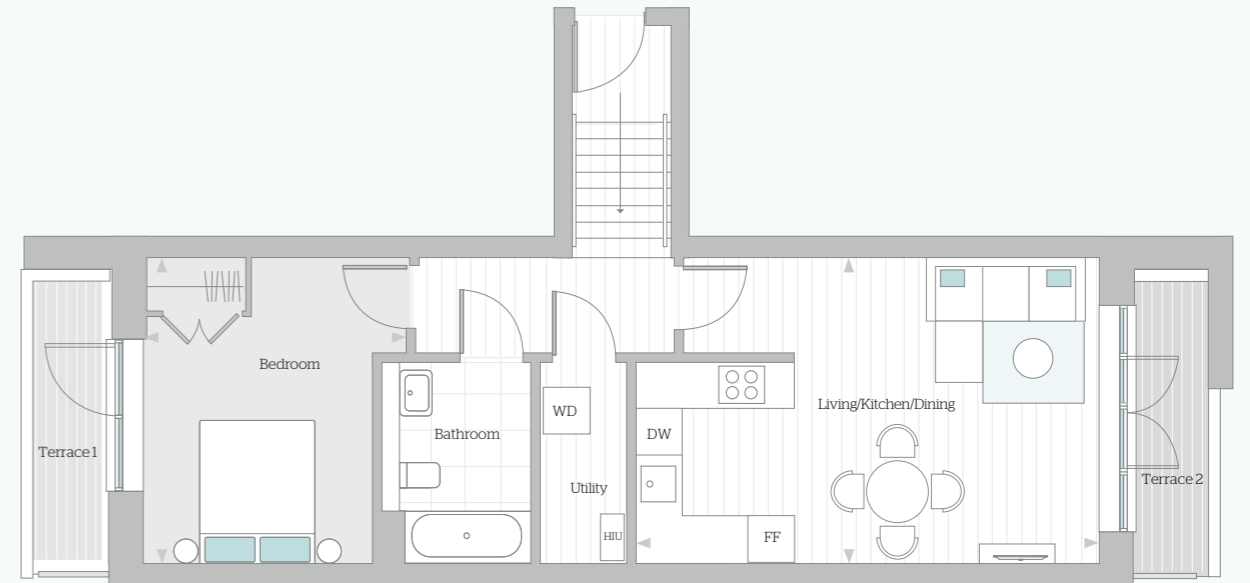 Bedroom
Living/Kitchen/Dining
WD
Bathroom
DW
Terrace 1
Terrace 2
Utility
HIU
FF